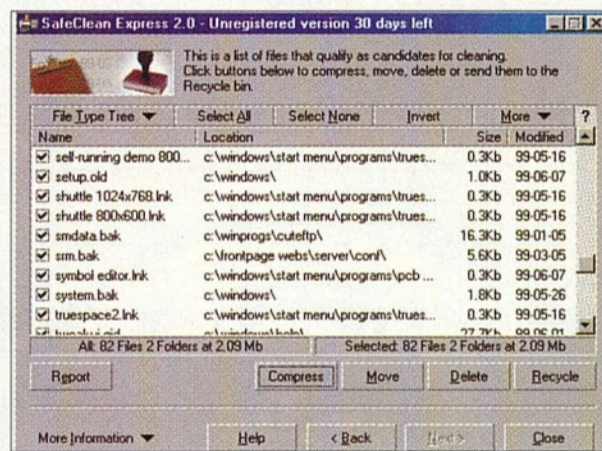 SafeClean Express 2.0 - Unregistered version 30 days left
This is a list of files that qualify as candidates for cleaning.
Click buttons below to compress, move, delete or send them to the
Recycle bin.
File Type Tree Select All Select None Invert More ?
Name Location Size Modified
self-running demo 800... c:\windows\start menu\programs\trues... 0.3Kb 99-05-16
setup.old c:\windows\ 1.0Kb 99-06-07
shuttle 1024x768.lnk c:\windows\start menu\programs\trues... 0.3Kb 99-05-16
shuttle 800x600.lnk c:\windows\start menu\programs\trues... 0.3Kb 99-05-16
smdata.bak c:\winprogs\cuteftp\ 16.3Kb 99-01-05
srm.bak c:\frontpage webs\server\conf\ 5.6Kb 99-03-05
symbol editor.lnk c:\windows\start menu\programs\pcb ... 0.3Kb 99-06-07
system.bak c:\windows\ 1.8Kb 99-05-26
truespace2.lnk c:\windows\start menu\programs\trues... 0.3Kb 99-05-16
All: 82 Files 2 Folders at 2.09 Mb Selected: 82 Files 2 Folders at 2.09 Mb
Report Compress Move Delete Recycle
More Information Help < Back Next > Close